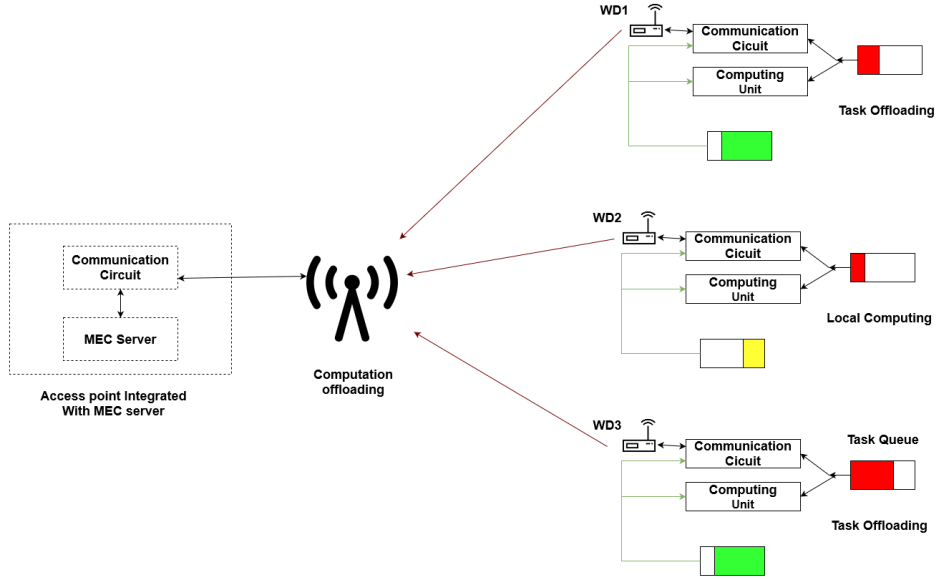 WD1
Communication
Cicuit
Computing
Unit
Task Offloading
WD2
Communication
Circuit
Computing
Unit
Local Computing
Communication
Circuit
MEC Server
Access point Integrated
With MEC server
Computation
offloading
WD3
Communication
Cicuit
Computing
Unit
Task Queue
Task Offloading